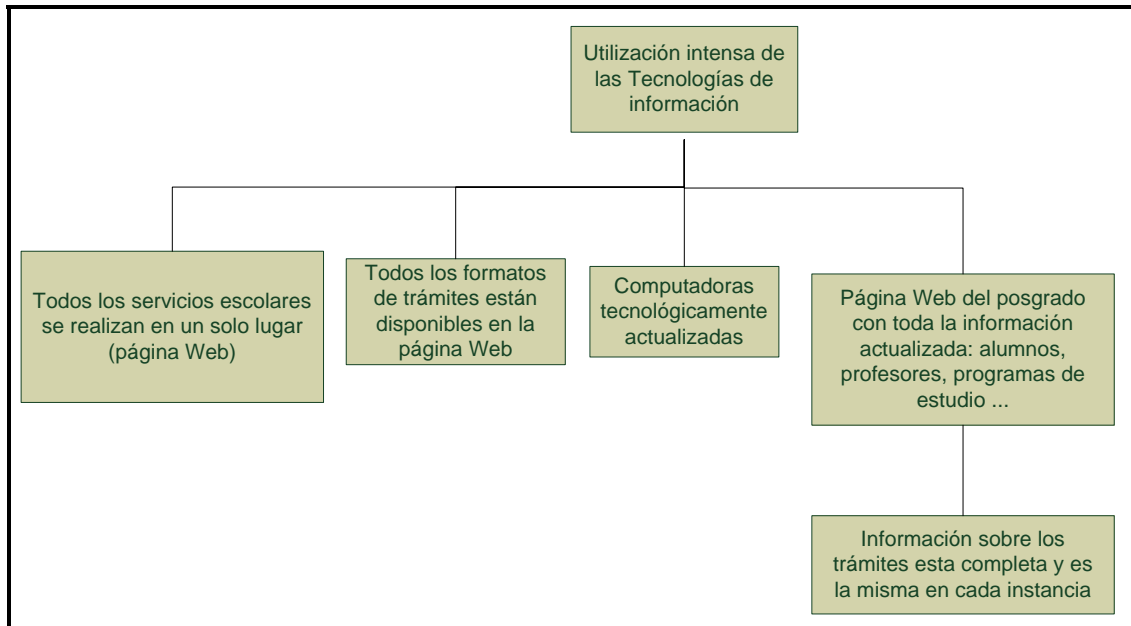 Utilización intensa de
las Tecnologías de
información
Todos los servicios escolares
se realizan en un solo lugar
(página Web)
Todos los formatos
de trámites están
disponibles en la
página Web
Computadoras
tecnológicamente
actualizadas
Página Web del posgrado
con toda la información
actualizada: alumnos,
profesores, programas de
estudio ...
Información sobre los
trámites esta completa y es
la misma en cada instancia